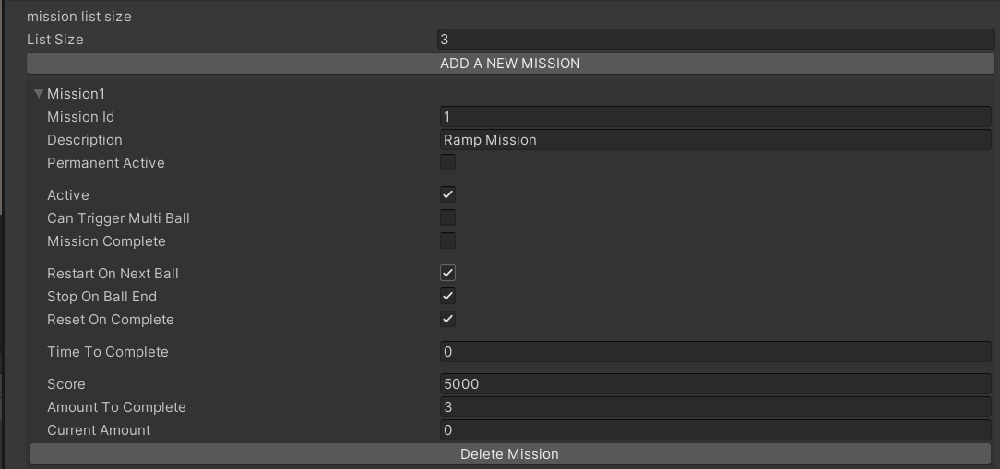 mission list size
List Size 3
ADD A NEW MISSION
Mission1
Mission Id 1
Description Ramp Mission
Permanent Active
Active
Can Trigger Multi Ball
Mission Complete
Restart On Next Ball
Stop On Ball End
Reset On Complete
Time To Complete 0
Score 5000
Amount To Complete 3
Current Amount 0
Delete Mission